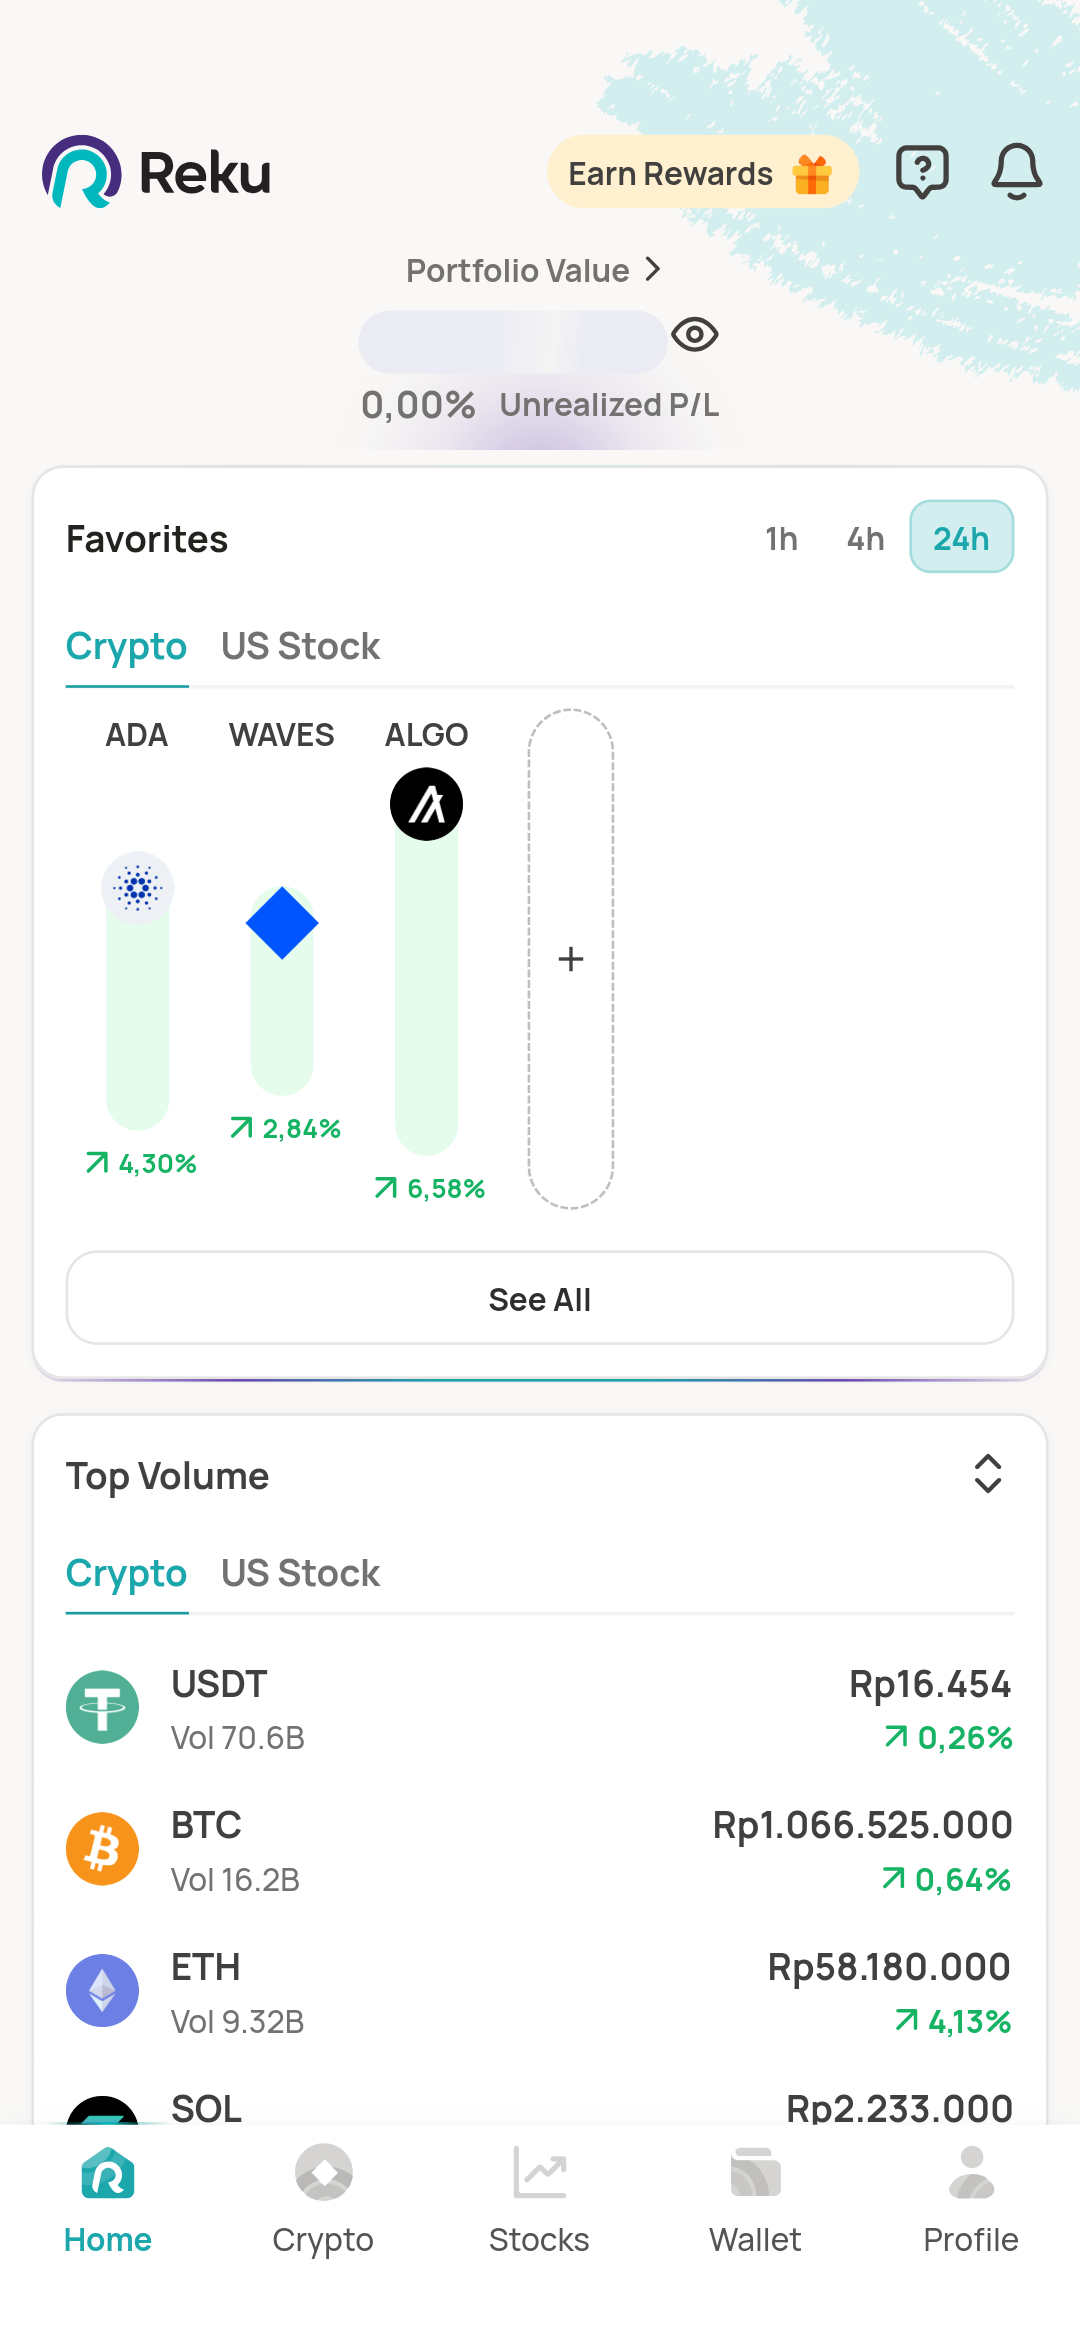 Reku
Earn Rewards
Portfolio Value
0,00% Unrealized P/L
Favorites
1h 4h 24h
Crypto US Stock
ADA WAVES ALGO
4,30%
2,84%
6,58%
See All
Top Volume
Crypto US Stock
USDT Rp16.454
Vol 70.6B 0,26%
BTC Rp1.066.525.000
Vol 16.2B 0,64%
ETH Rp58.180.000
Vol 9.32B 4,13%
SOL Rp2.233.000
Home Crypto Stocks Wallet Profile